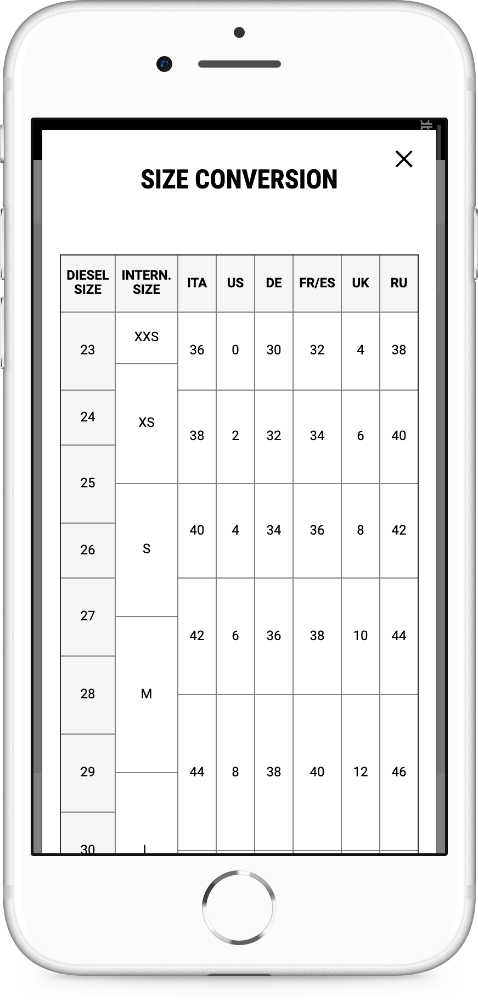 SIZE CONVERSION
DIESEL SIZE INTERN. SIZE ITA US DE FR/ES UK RU
XXS
23 36 0 30 32 4 38
24
XS
38 2 32 34 6 40
25
40 4 34 36 8 42
26 S
27
42 6 36 38 10 44
28 M
29 44 8 38 40 12 46
30 L